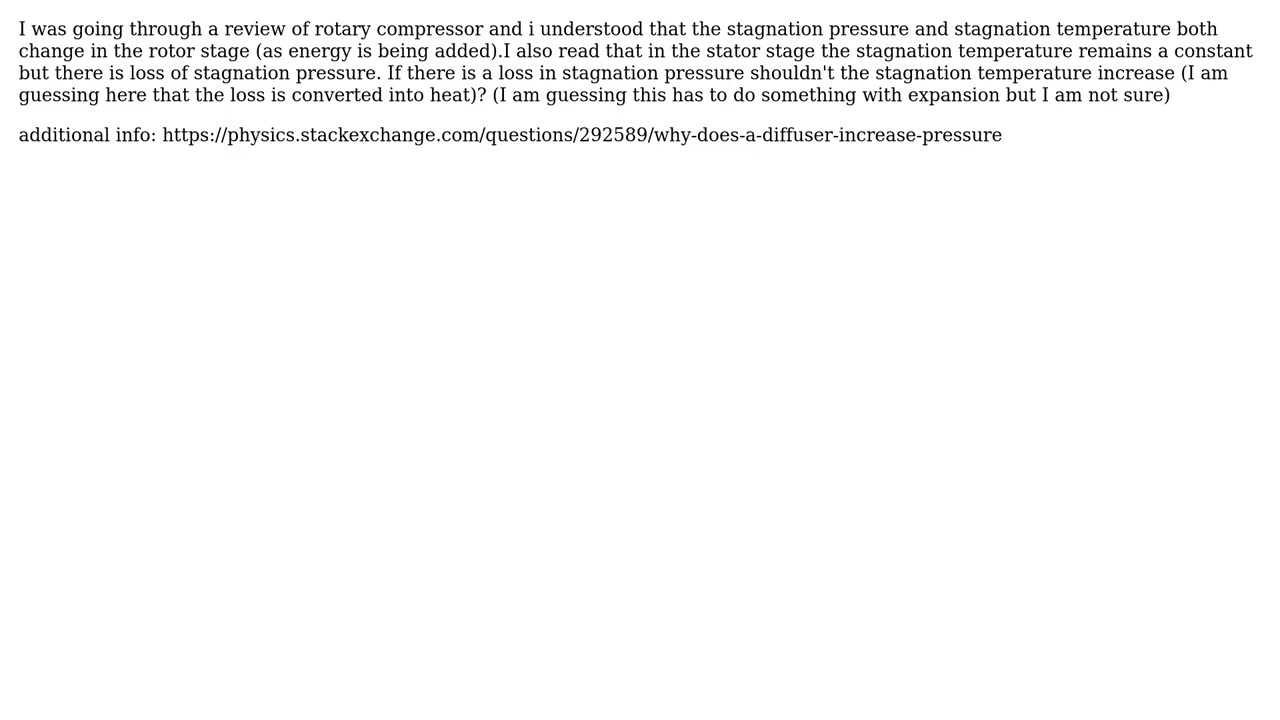 I was going through a review of rotary compressor and i understood that the stagnation pressure and stagnation temperature both
change in the rotor stage (as energy is being added).I also read that in the stator stage the stagnation temperature remains a constant
but there is loss of stagnation pressure. If there is a loss in stagnation pressure shouldn't the stagnation temperature increase (I am
guessing here that the loss is converted into heat)? (I am guessing this has to do something with expansion but I am not sure)
additional info: https://physics.stackexchange.com/questions/292589/why-does-a-diffuser-increase-pressure